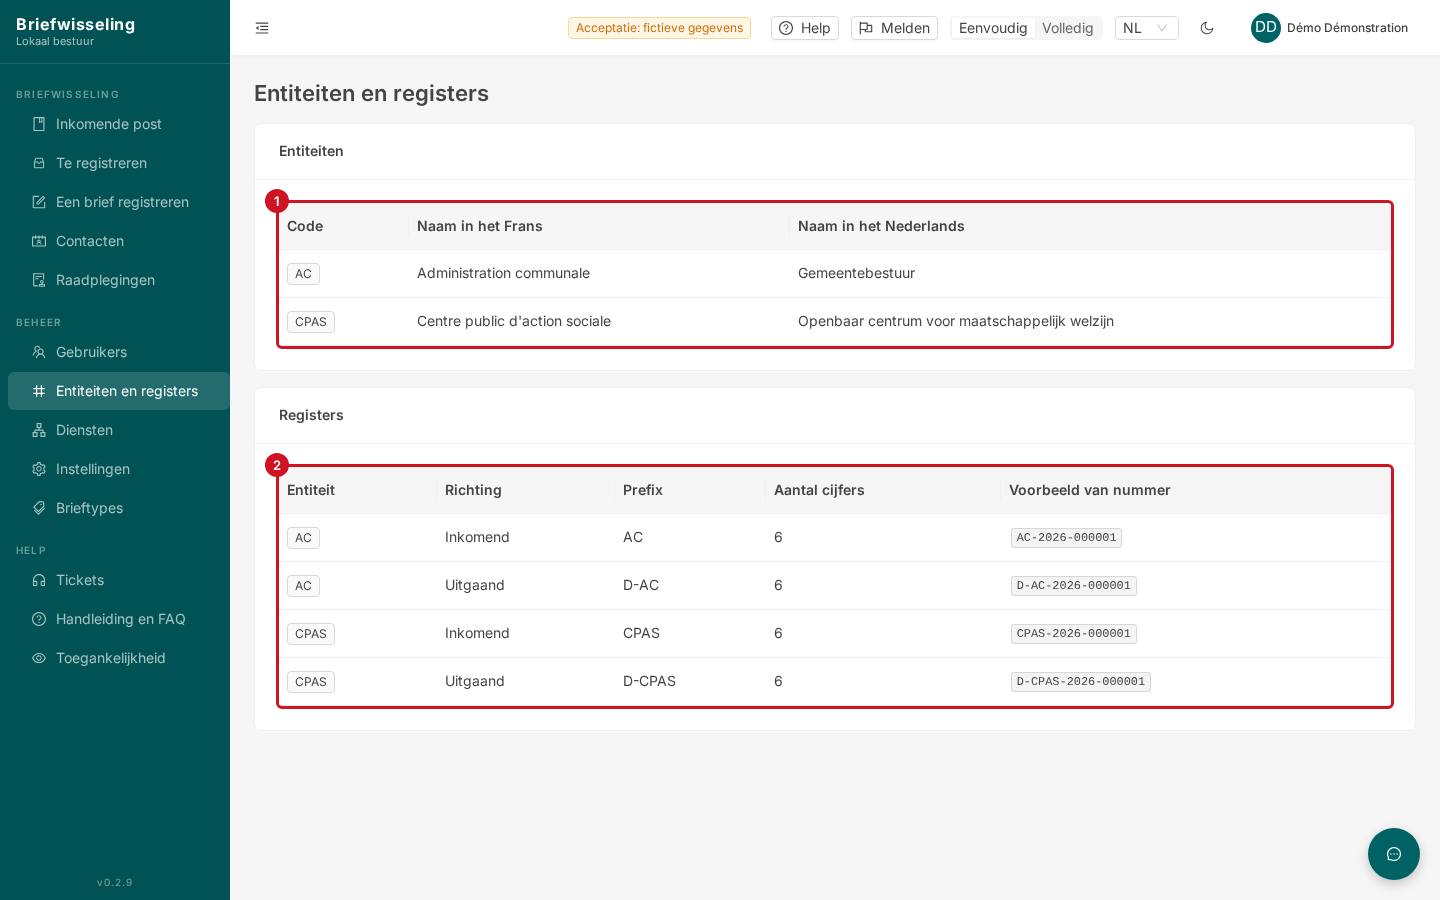 Briefwisseling
Lokaal bestuur
Acceptatie: fictieve gegevens
Help
Melden
Eenvoudig
Volledig
NL
DD
Démo Démonstration
BRIEFWISSELING
Inkomende post
Te registreren
Een brief registreren
Contacten
Raadplegingen
BEHEER
Gebruikers
Entiteiten en registers
Diensten
Instellingen
Brieftypes
HELP
Tickets
Handleiding en FAQ
Toegankelijkheid
v0.2.9
Entiteiten en registers
Entiteiten
1
Code Naam in het Frans Naam in het Nederlands
AC Administration communale Gemeentebestuur
CPAS Centre public d'action sociale Openbaar centrum voor maatschappelijk welzijn
Registers
2
Entiteit Richting Prefix Aantal cijfers Voorbeeld van nummer
AC Inkomend AC 6 AC-2026-000001
AC Uitgaand D-AC 6 D-AC-2026-000001
CPAS Inkomend CPAS 6 CPAS-2026-000001
CPAS Uitgaand D-CPAS 6 D-CPAS-2026-000001